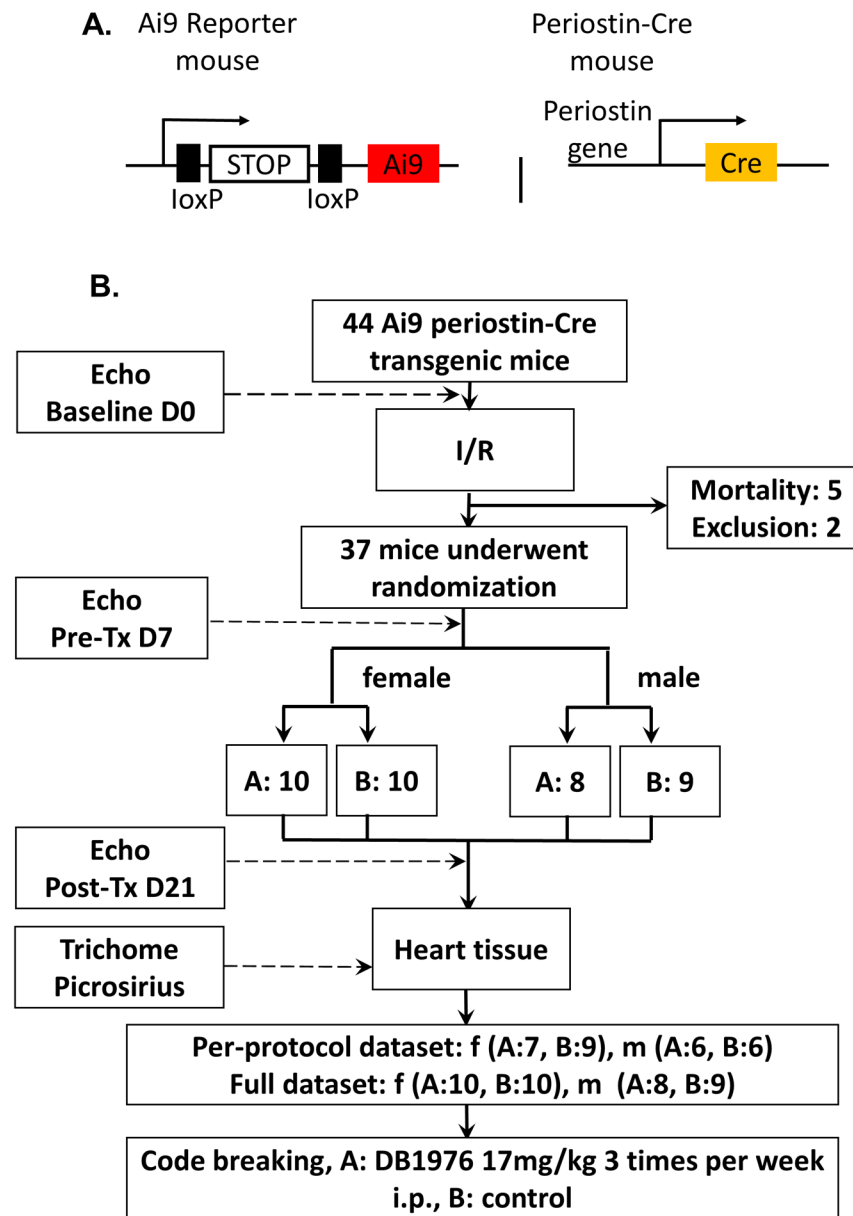 A.
Ai9 Reporter
mouse
Periostin-Cre
mouse
Periostin
gene
STOP
Ai9
loxP
loxP
Cre
B.
44 Ai9 periostin-Cre
transgenic mice
Echo
Baseline D0
I/R
Mortality: 5
Exclusion: 2
37 mice underwent
randomization
Echo
Pre-Tx D7
female
male
A: 10
B: 10
A: 8
B: 9
Echo
Post-Tx D21
Heart tissue
Trichome
Picrosirius
Per-protocol dataset: f (A:7, B:9), m (A:6, B:6)
Full dataset: f (A:10, B:10), m (A:8, B:9)
Code breaking, A: DB1976 17mg/kg 3 times per week
i.p., B: control